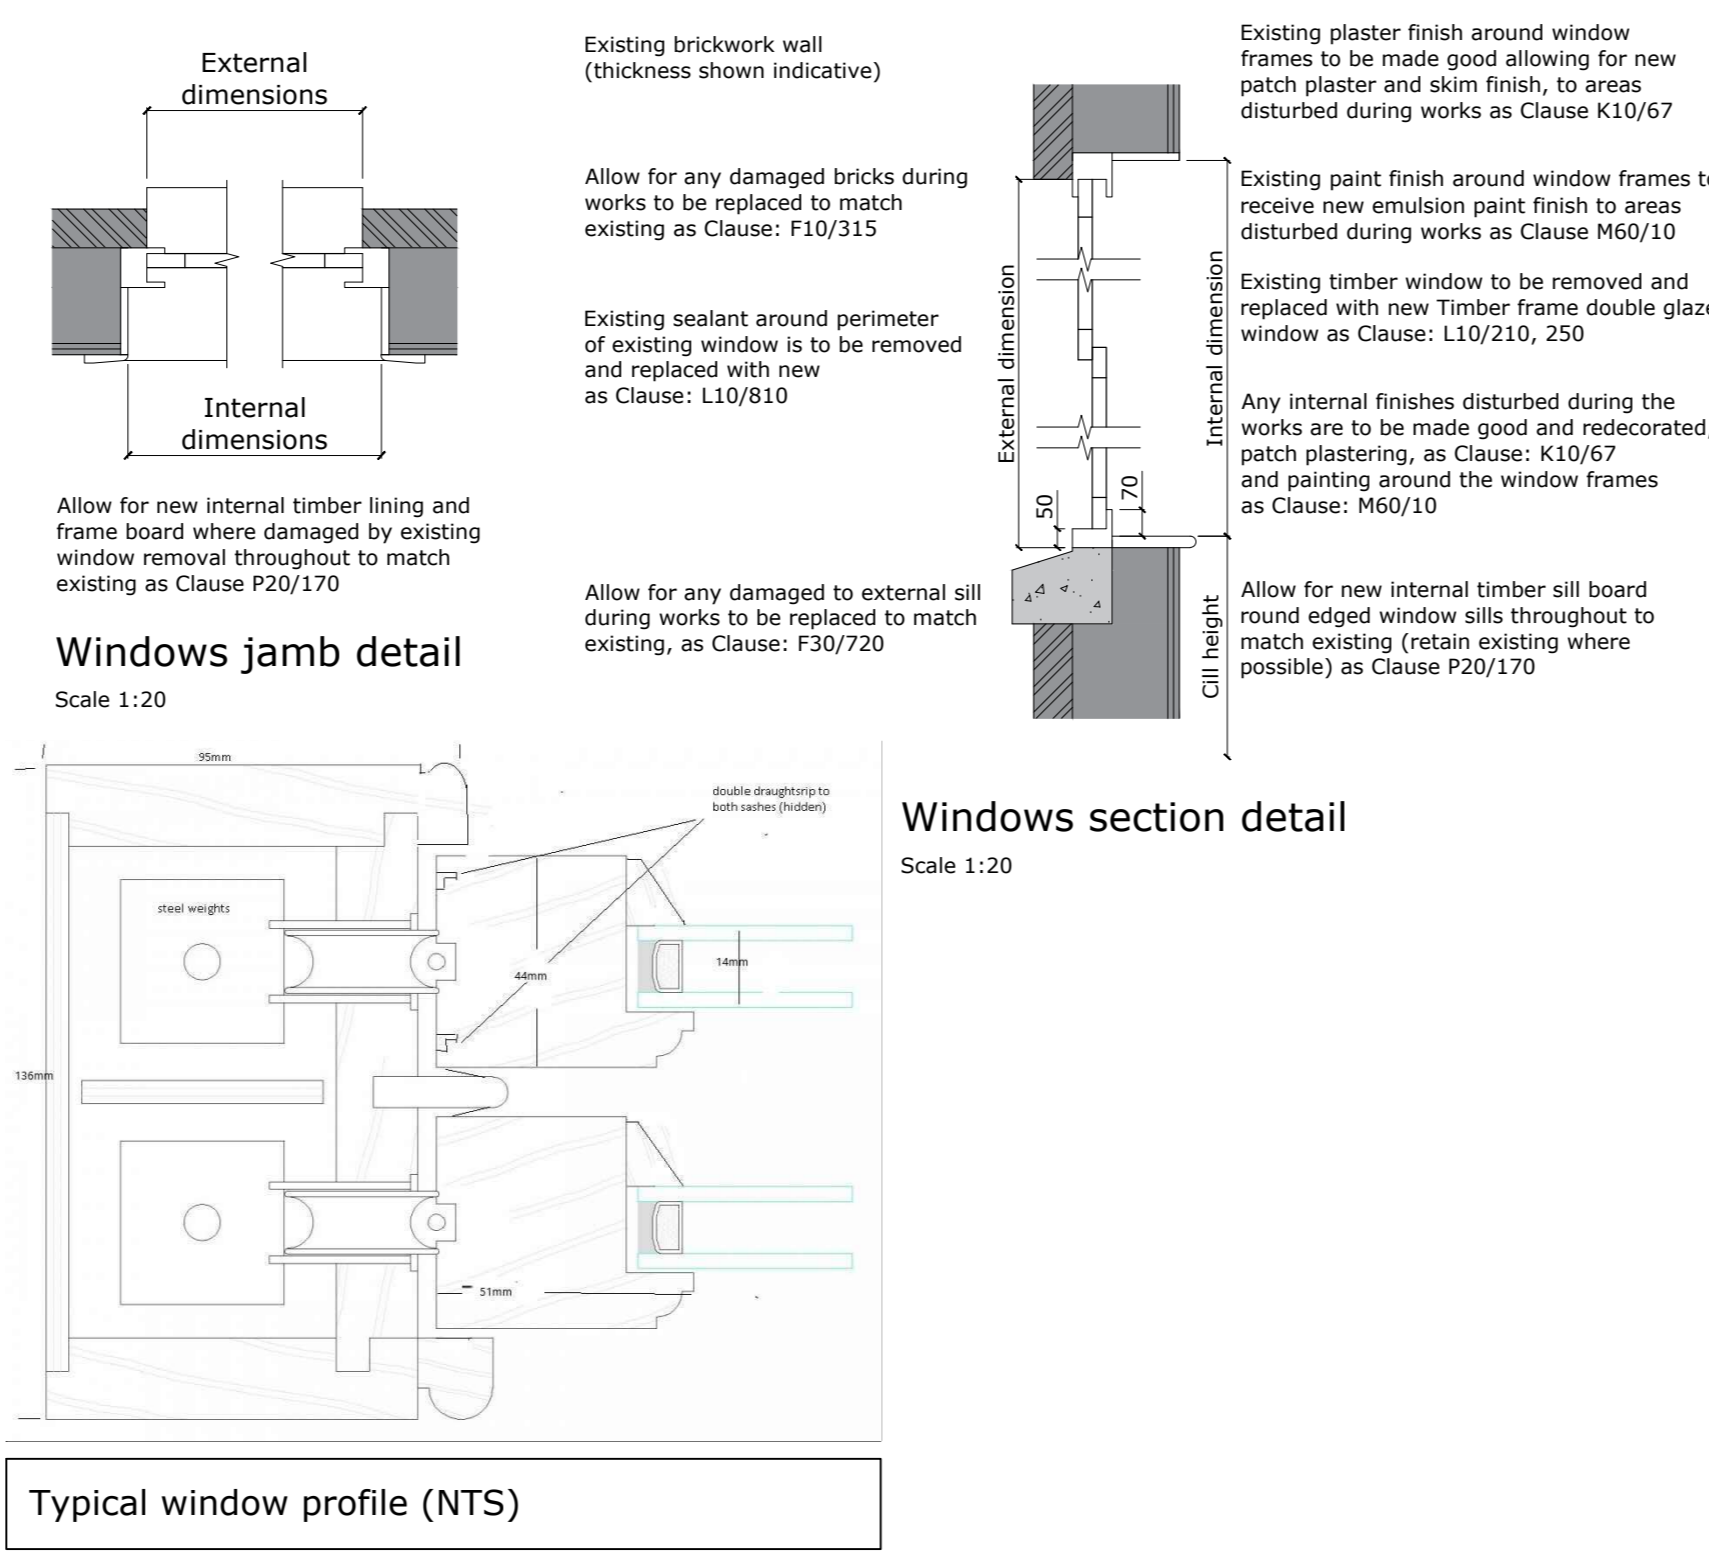 External
dimensions
Internal
dimensions
Allow for new internal timber lining and
frame board where damaged by existing
window removal throughout to match
existing as Clause P20/170
Windows jamb detail
Scale 1:20
Existing brickwork wall
(thickness shown indicative)
Allow for any damaged bricks during
works to be replaced to match
existing as Clause: F10/315
Existing sealant around perimeter
of existing window is to be removed
and replaced with new
as Clause: L10/810
Allow for any damaged to external sill
during works to be replaced to match
existing, as Clause: F30/720
External dimension
50
70
Internal dimension
Cill height
Existing plaster finish around window
frames to be made good allowing for new
patch plaster and skim finish, to areas
disturbed during works as Clause K10/67
Existing paint finish around window frames to
receive new emulsion paint finish to areas
disturbed during works as Clause M60/10
Existing timber window to be removed and
replaced with new Timber frame double glaze
window as Clause: L10/210, 250
Any internal finishes disturbed during the
works are to be made good and redecorated,
patch plastering, as Clause: K10/67
and painting around the window frames
as Clause: M60/10
Allow for new internal timber sill board
round edged window sills throughout to
match existing (retain existing where
possible) as Clause P20/170
Windows section detail
Scale 1:20
95mm
double draughtsrip to
both sashes (hidden)
steel weights
44mm
14mm
136mm
51mm
Typical window profile (NTS)